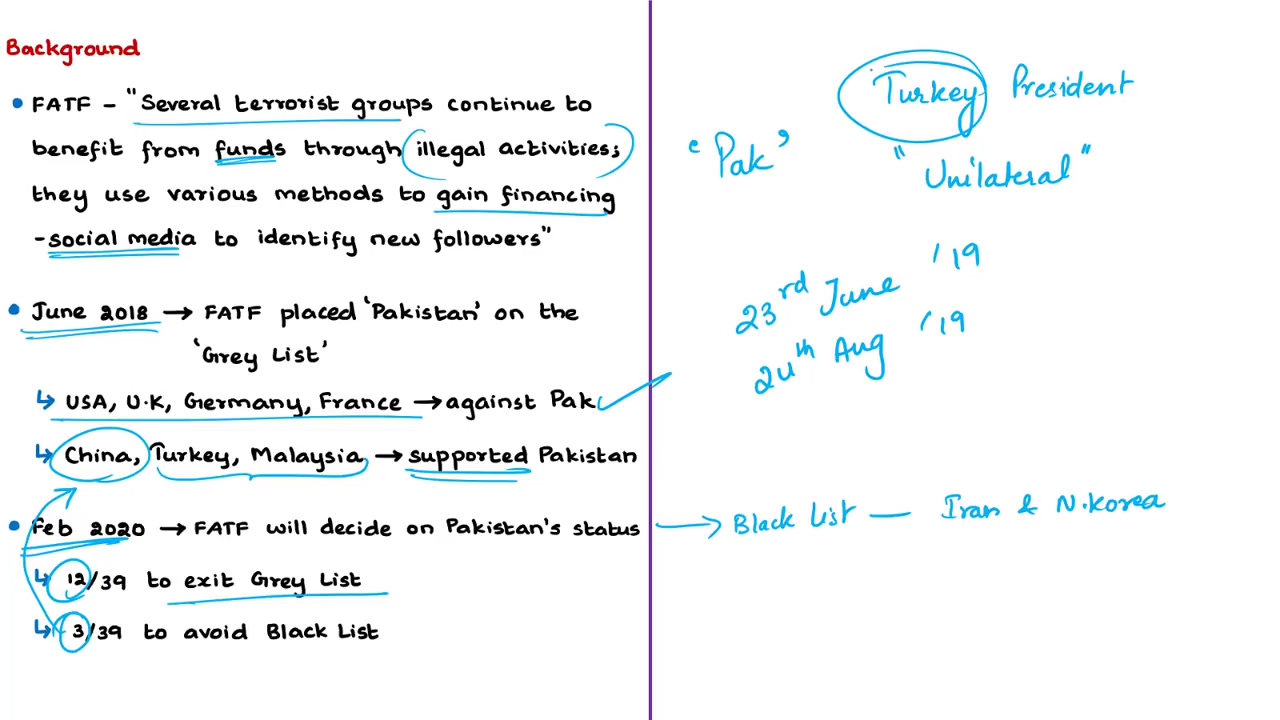 Background
• FATF - "Several terrorist groups continue to
benefit from funds through illegal activities;
they use various methods to gain financing
-social media to identify new followers"
• June 2018 → FATF placed 'Pakistan' on the
'Grey List'
↳ USA, U.K, Germany, France → against Pak
↳ China, Turkey, Malaysia → supported Pakistan
• Feb 2020 → FATF will decide on Pakistan's status
↳ 12/39 to exit Grey List
↳ 3/39 to avoid Black List
Turkey President
'Pak'
"Unilateral"
23rd June '19
24th Aug '19
Black List — Iran & N.Korea